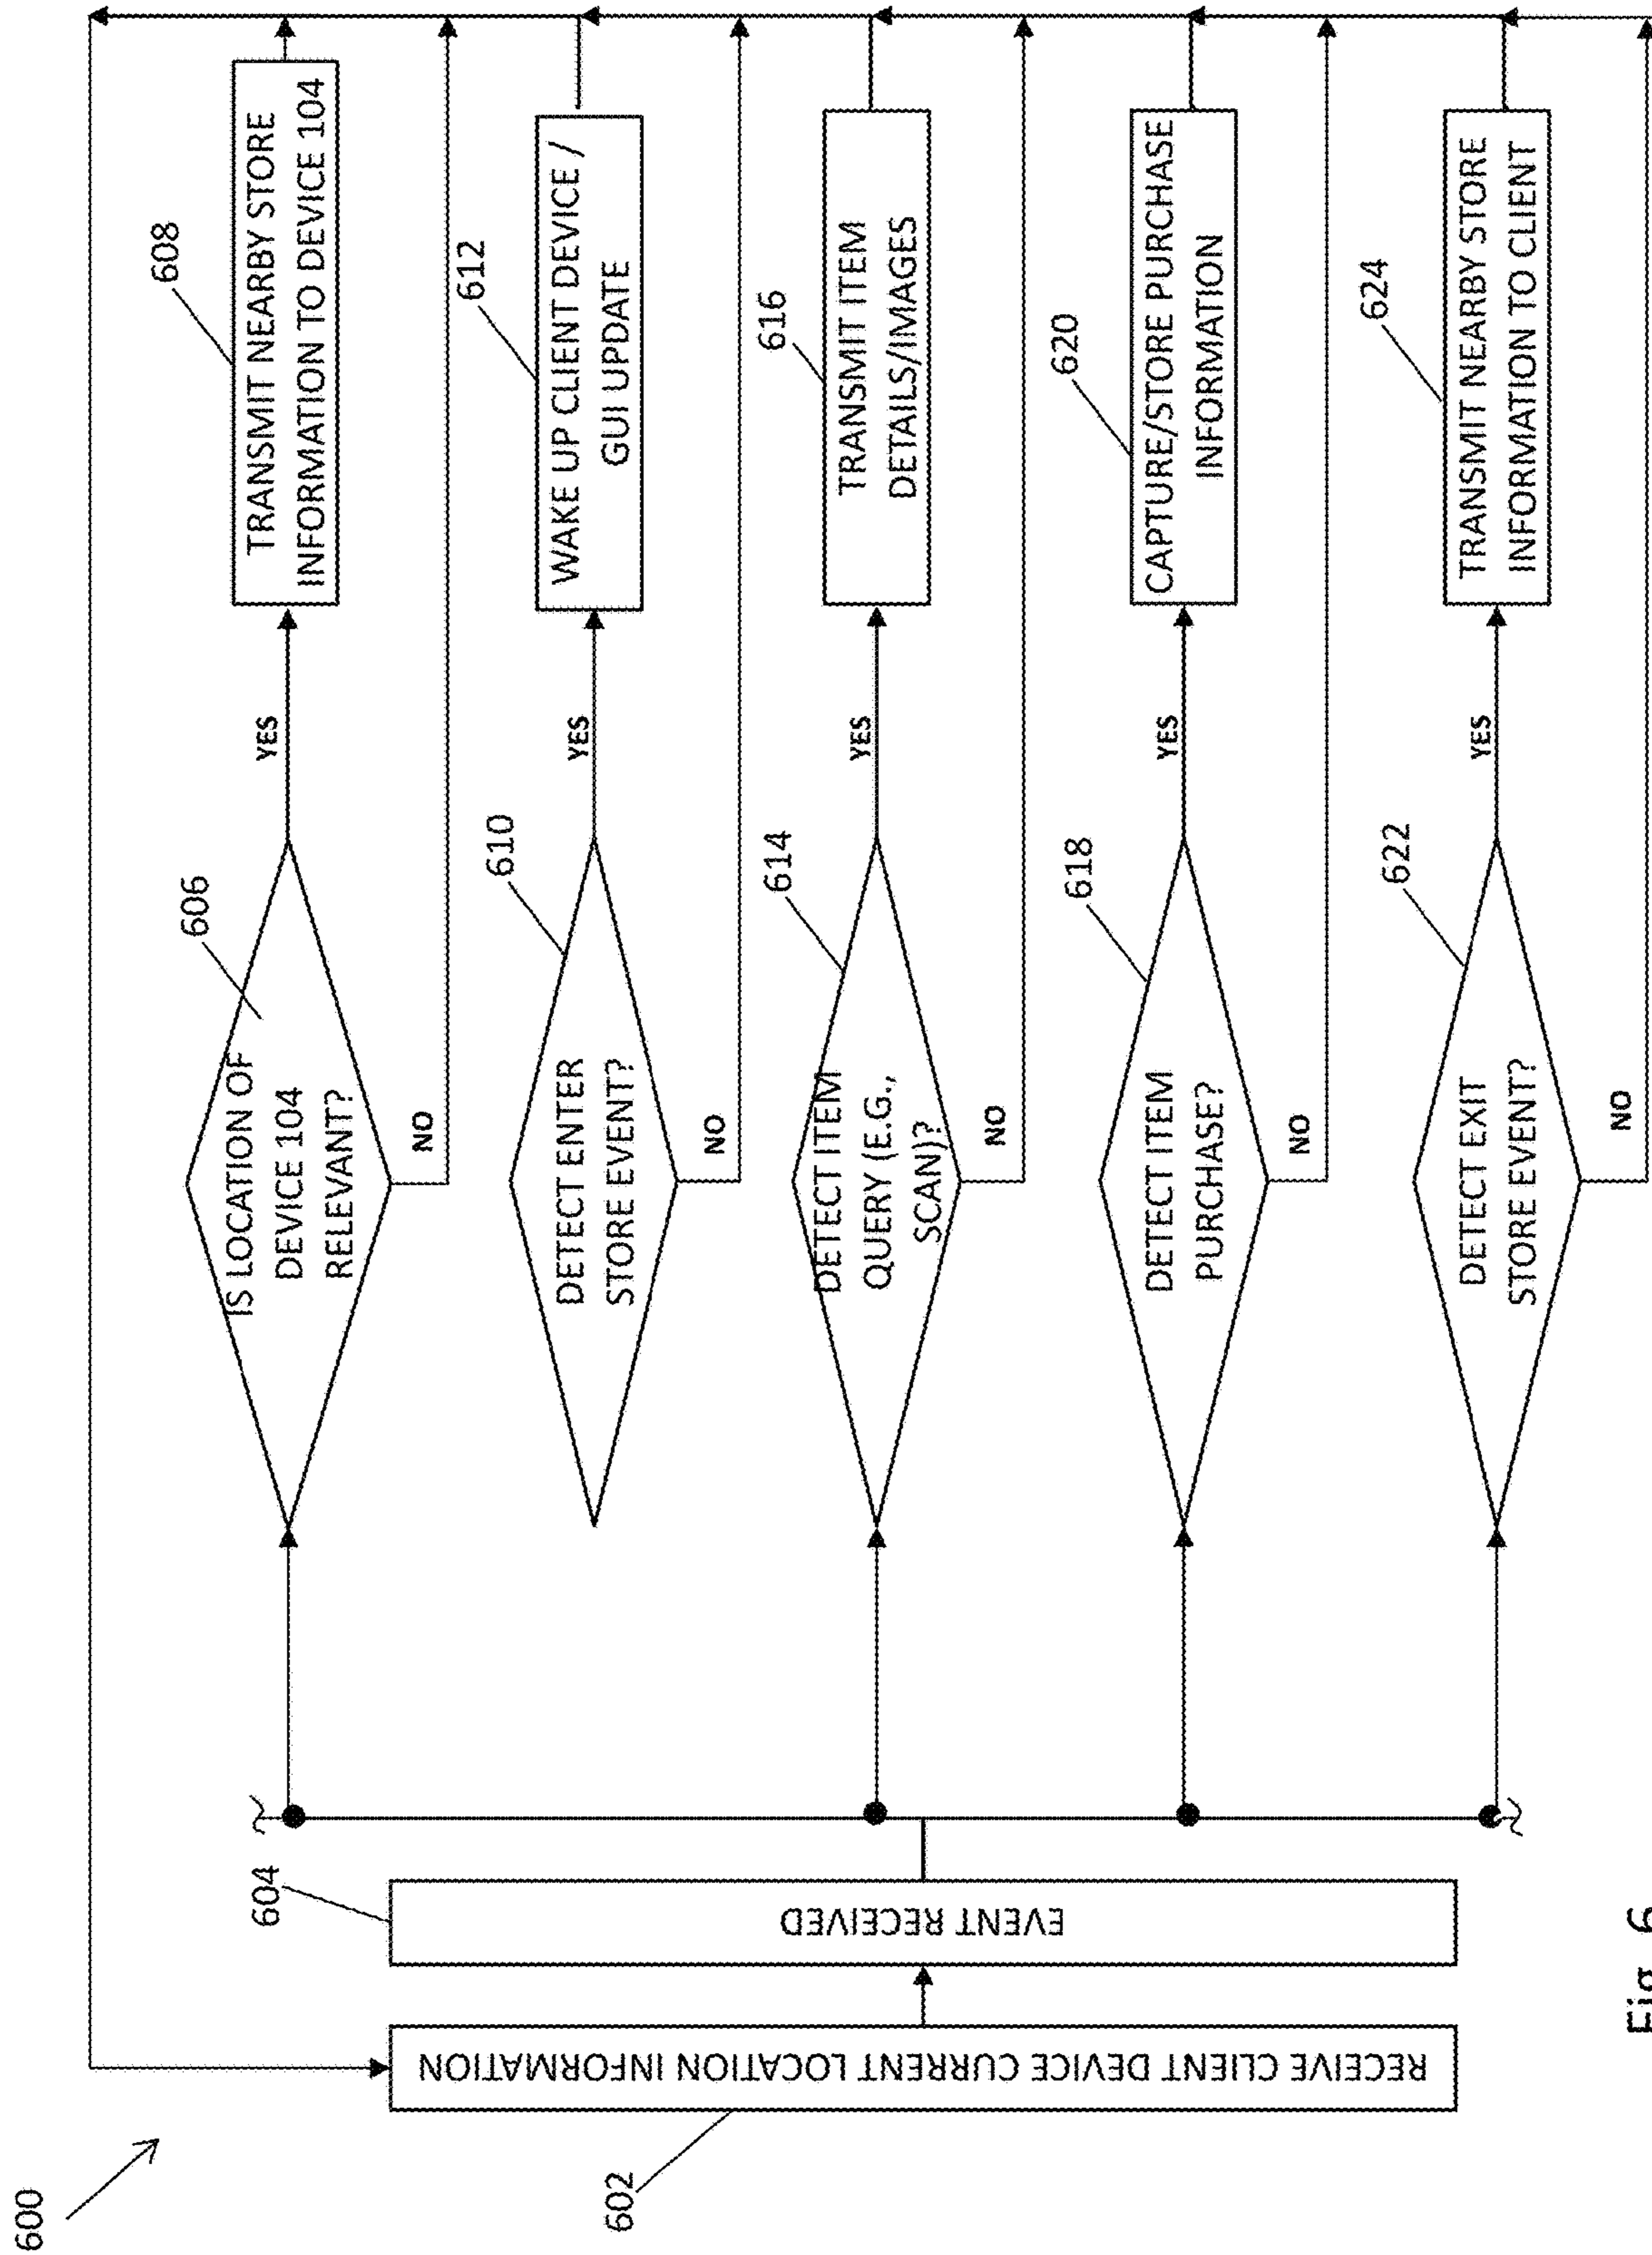 600
602
RECEIVE CLIENT DEVICE CURRENT LOCATION INFORMATION
604
EVENT RECEIVED
606
IS LOCATION OF
DEVICE 104
RELEVANT?
YES
NO
608
TRANSMIT NEARBY STORE
INFORMATION TO DEVICE 104
610
DETECT ENTER
STORE EVENT?
YES
NO
612
WAKE UP CLIENT DEVICE /
GUI UPDATE
614
DETECT ITEM
QUERY (E.G.,
SCAN)?
YES
NO
616
TRANSMIT ITEM
DETAILS/IMAGES
618
DETECT ITEM
PURCHASE?
YES
NO
620
CAPTURE/STORE PURCHASE
INFORMATION
622
DETECT EXIT
STORE EVENT?
YES
NO
624
TRANSMIT NEARBY STORE
INFORMATION TO CLIENT
Fig. 6